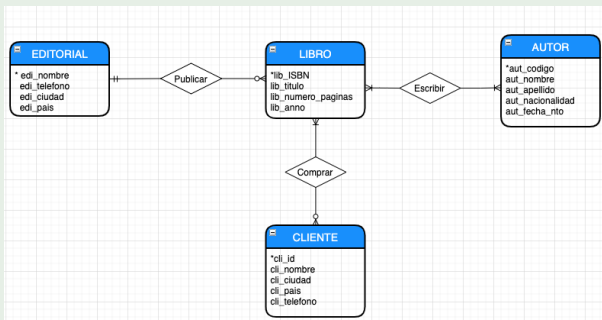 EDITORIAL
* edi_nombre
edi_telefono
edi_ciudad
edi_pais
Publicar
LIBRO
*lib_ISBN
lib_titulo
lib_numero_paginas
lib_anno
Escribir
AUTOR
*aut_codigo
aut_nombre
aut_apellido
aut_nacionalidad
aut_fecha_nto
Comprar
CLIENTE
*cli_id
cli_nombre
cli_ciudad
cli_pais
cli_telefono